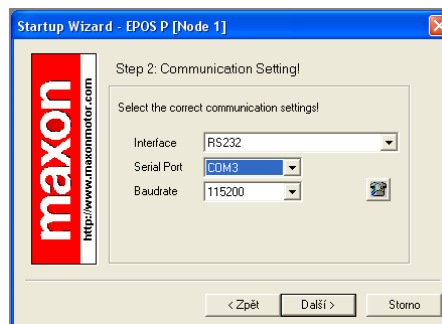 Startup Wizard - EPOS P [Node 1]
maxon
http://www.maxonmotor.com
Step 2: Communication Setting!
Select the correct communication settings!
Interface RS232
Serial Port COM3
Baudrate 115200
< Zpět Další > Storno